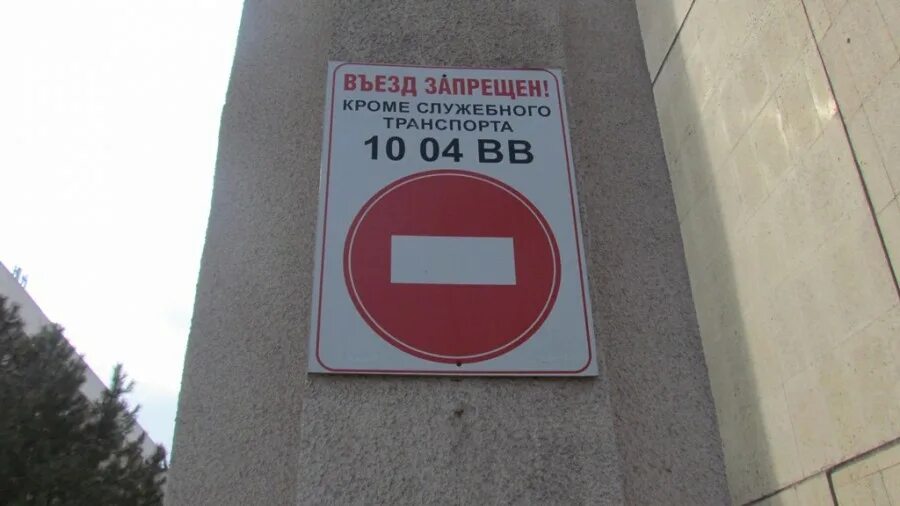 ВЪЕЗД ЗАПРЕЩЕН!
КРОМЕ СЛУЖЕБНОГО
ТРАНСПОРТА
10 04 ВВ